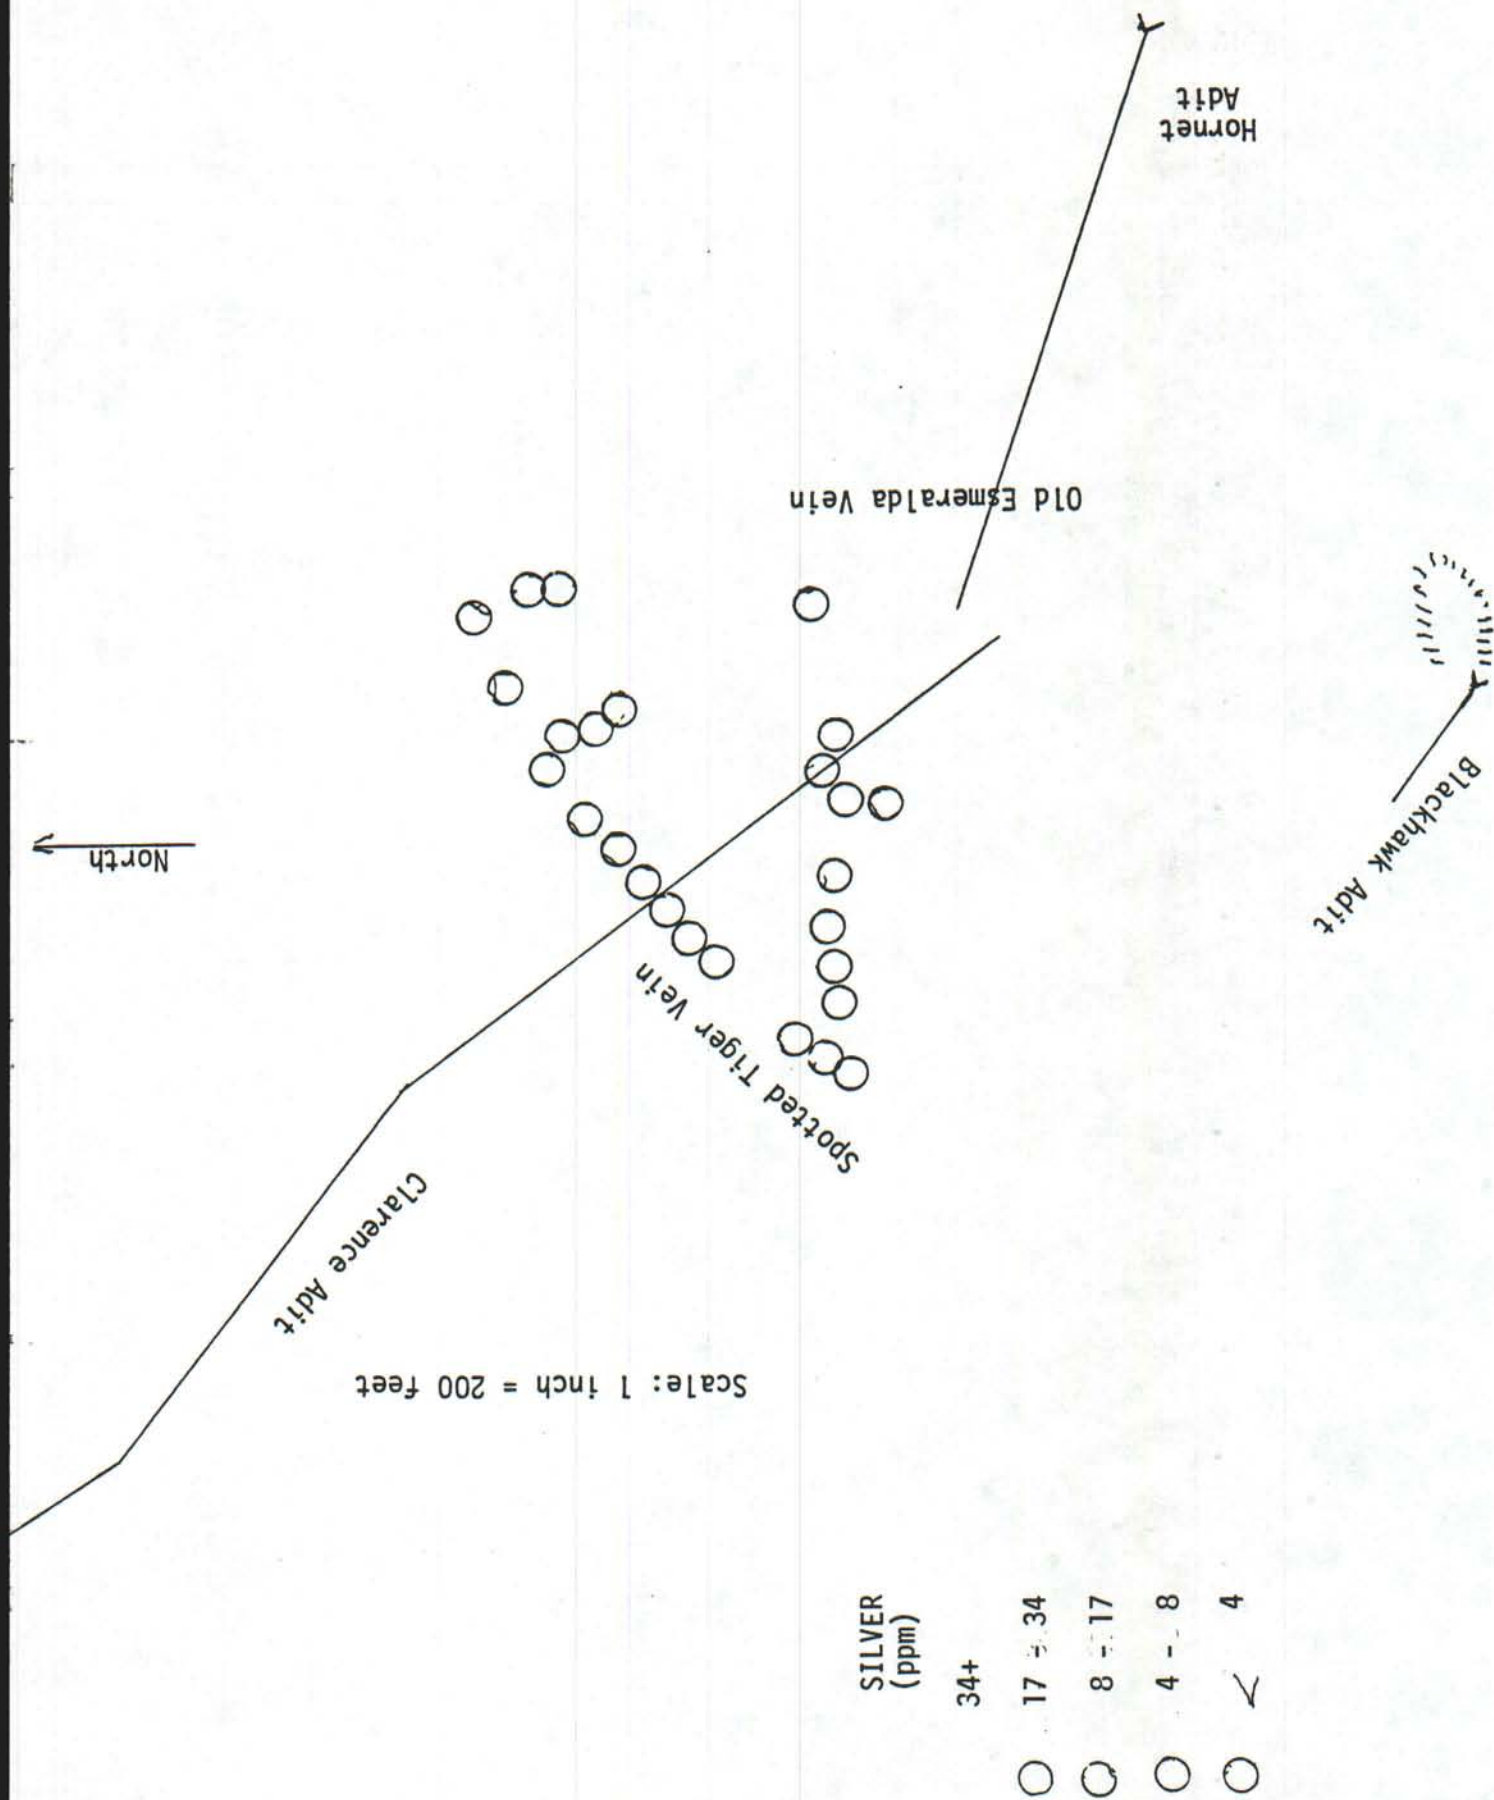 North
Hornet
Adit
Old Esmeralda Vein
Spotted Tiger Vein
Blackhawk Adit
Clarence Adit
Scale: 1 inch = 200 feet
SILVER
(ppm)
34+
17 - 34
8 - 17
4 - 8
< 4